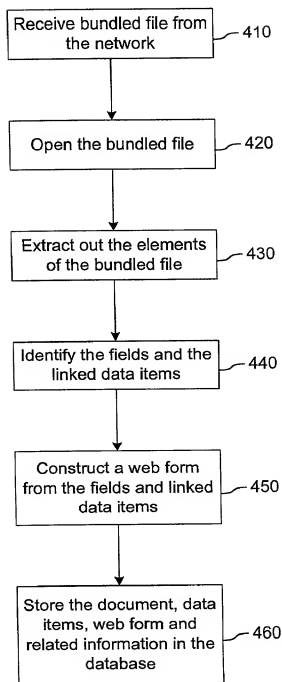 Receive bundled file from
the network
410
Open the bundled file
420
Extract out the elements
of the bundled file
430
Identify the fields and the
linked data items
440
Construct a web form
from the fields and linked
data items
450
Store the document, data
items, web form and
related information in the
database
460